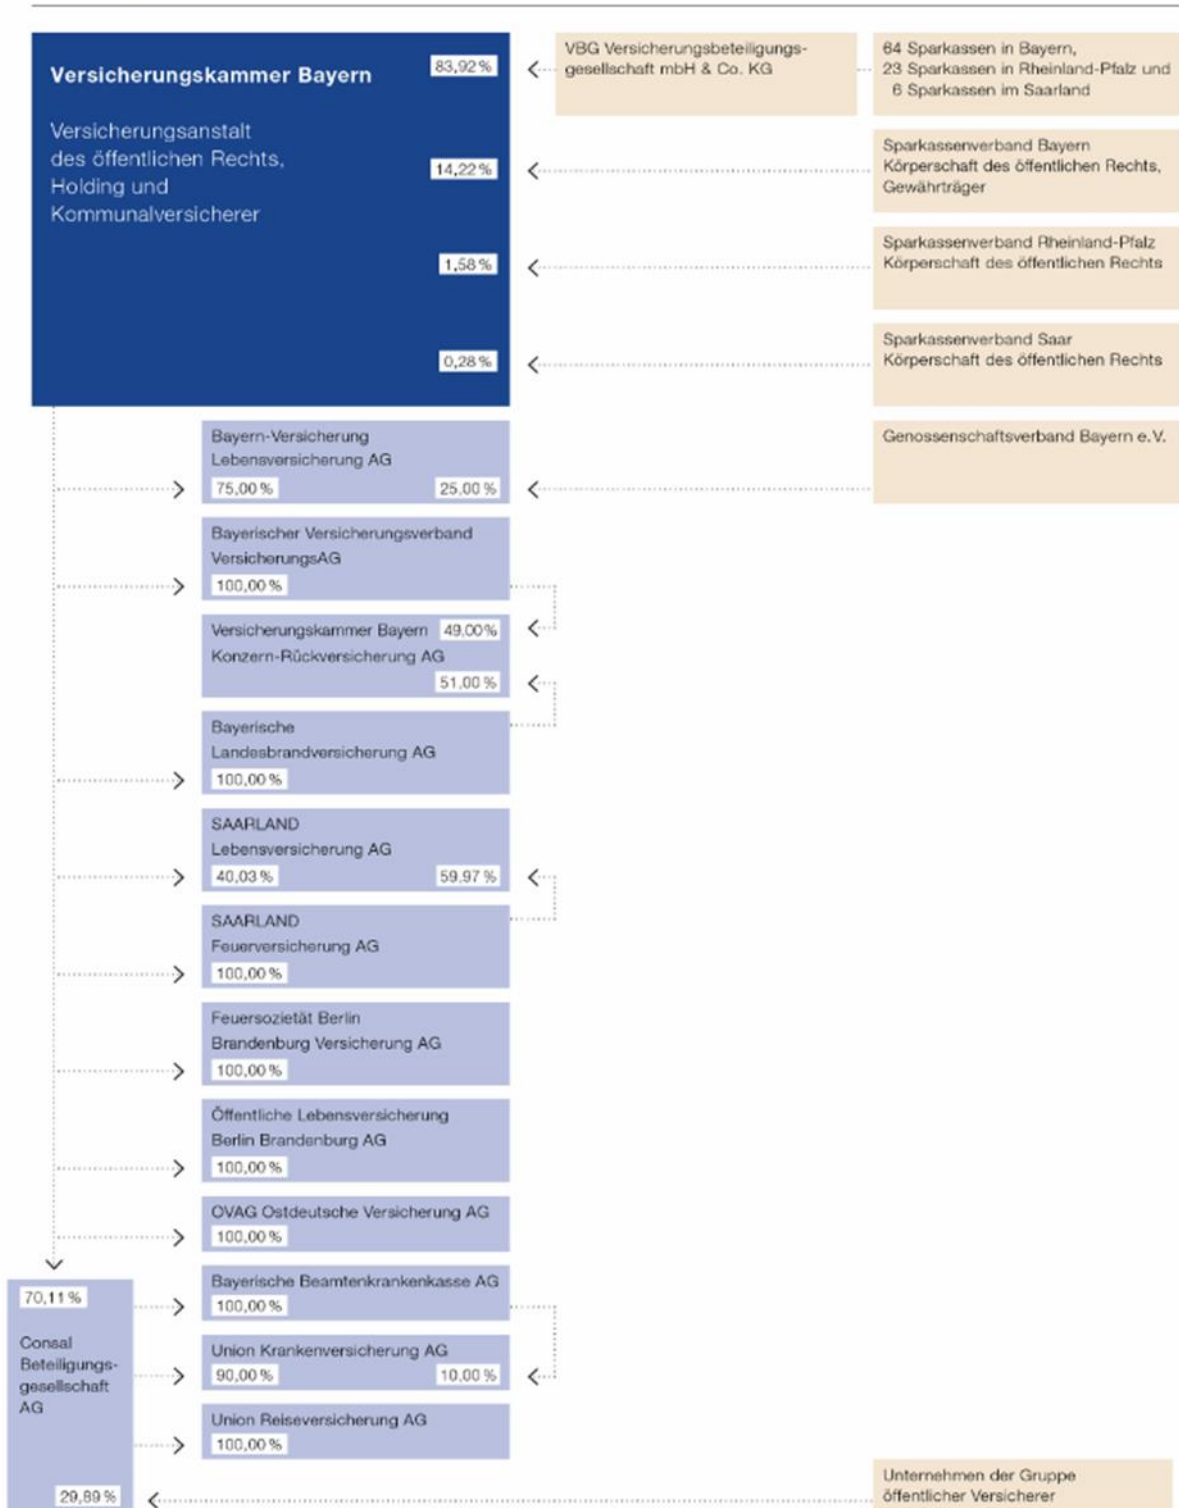 Versicherungskammer Bayern
83,92 %
Versicherungsanstalt
des öffentlichen Rechts,
Holding und
Kommunalversicherer
14,22 %
1,58 %
0,28 %
VBG Versicherungsbeteiligungs-
gesellschaft mbH & Co. KG
64 Sparkassen in Bayern,
23 Sparkassen in Rheinland-Pfalz und
6 Sparkassen im Saarland
Sparkassenverband Bayern
Körperschaft des öffentlichen Rechts,
Gewährträger
Sparkassenverband Rheinland-Pfalz
Körperschaft des öffentlichen Rechts
Sparkassenverband Saar
Körperschaft des öffentlichen Rechts
Bayern-Versicherung
Lebensversicherung AG
75,00 % 25,00 %
Genossenschaftsverband Bayern e.V.
Bayerischer Versicherungsverband
VersicherungsAG
100,00 %
Versicherungskammer Bayern 49,00%
Konzern-Rückversicherung AG
51,00 %
Bayerische
Landesbrandversicherung AG
100,00 %
SAARLAND
Lebensversicherung AG
40,03 % 59,97 %
SAARLAND
Feuerversicherung AG
100,00 %
Feuersozietät Berlin
Brandenburg Versicherung AG
100,00 %
Öffentliche Lebensversicherung
Berlin Brandenburg AG
100,00 %
OVAG Ostdeutsche Versicherung AG
100,00 %
Bayerische Beamtenkrankenkasse AG
100,00 %
Union Krankenversicherung AG
90,00 % 10,00 %
Union Reiseversicherung AG
100,00 %
70,11 %
Consal
Beteiligungs-
gesellschaft
AG
29,89 %
Unternehmen der Gruppe
öffentlicher Versicherer